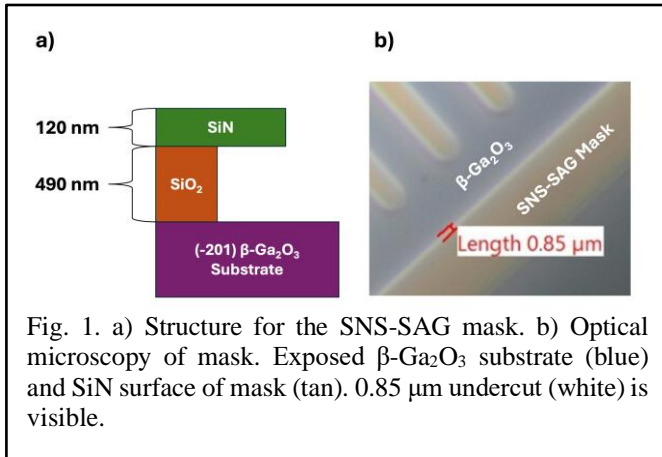 a)
b)
120 nm
SiN
490 nm
SiO₂
(-201) β-Ga₂O₃
Substrate
β-Ga₂O₃
SNS-SAG Mask
Length 0.85 μm
Fig. 1. a) Structure for the SNS-SAG mask. b) Optical
microscopy of mask. Exposed β-Ga₂O₃ substrate (blue)
and SiN surface of mask (tan). 0.85 μm undercut (white) is
visible.